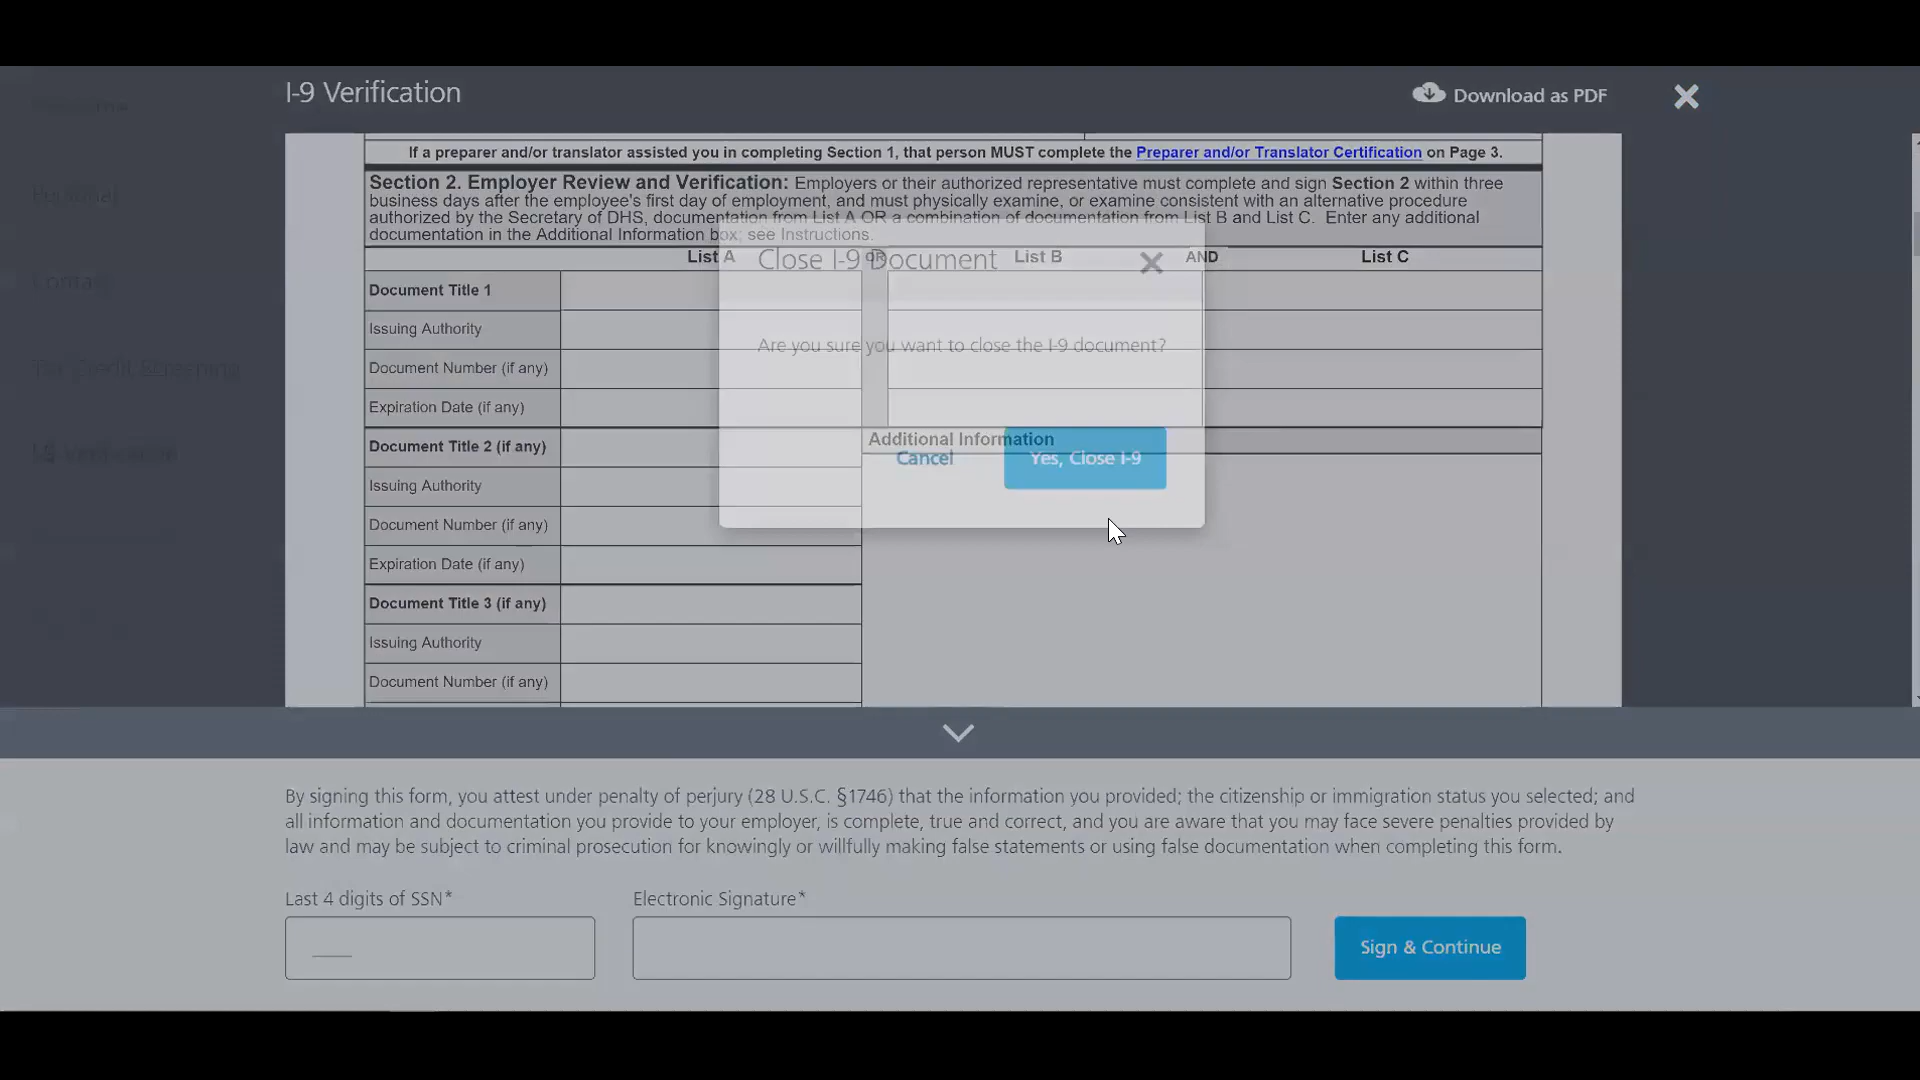 I-9 Verification
Download as PDF
If a preparer and/or translator assisted you in completing Section 1, that person MUST complete the Preparer and/or Translator Certification on Page 3.
Section 2. Employer Review and Verification: Employers or their authorized representative must complete and sign Section 2 within three
business days after the employee's first day of employment, and must physically examine, or examine consistent with an alternative procedure
authorized by the Secretary of DHS, documentation from List A OR a combination of documentation from List B and List C. Enter any additional
documentation in the Additional Information box; see Instructions.
List A OR List B AND List C
Close I-9 Document
Are you sure you want to close the I-9 document?
Cancel
Yes, Close I-9
Document Title 1
Issuing Authority
Document Number (if any)
Expiration Date (if any)
Document Title 2 (if any)
Additional Information
Issuing Authority
Document Number (if any)
Expiration Date (if any)
Document Title 3 (if any)
Issuing Authority
Document Number (if any)
Personal
Contact
Tax Credit Screening
I-9 Verification
By signing this form, you attest under penalty of perjury (28 U.S.C. §1746) that the information you provided; the citizenship or immigration status you selected; and
all information and documentation you provide to your employer, is complete, true and correct, and you are aware that you may face severe penalties provided by
law and may be subject to criminal prosecution for knowingly or willfully making false statements or using false documentation when completing this form.
Last 4 digits of SSN*
Electronic Signature*
Sign & Continue